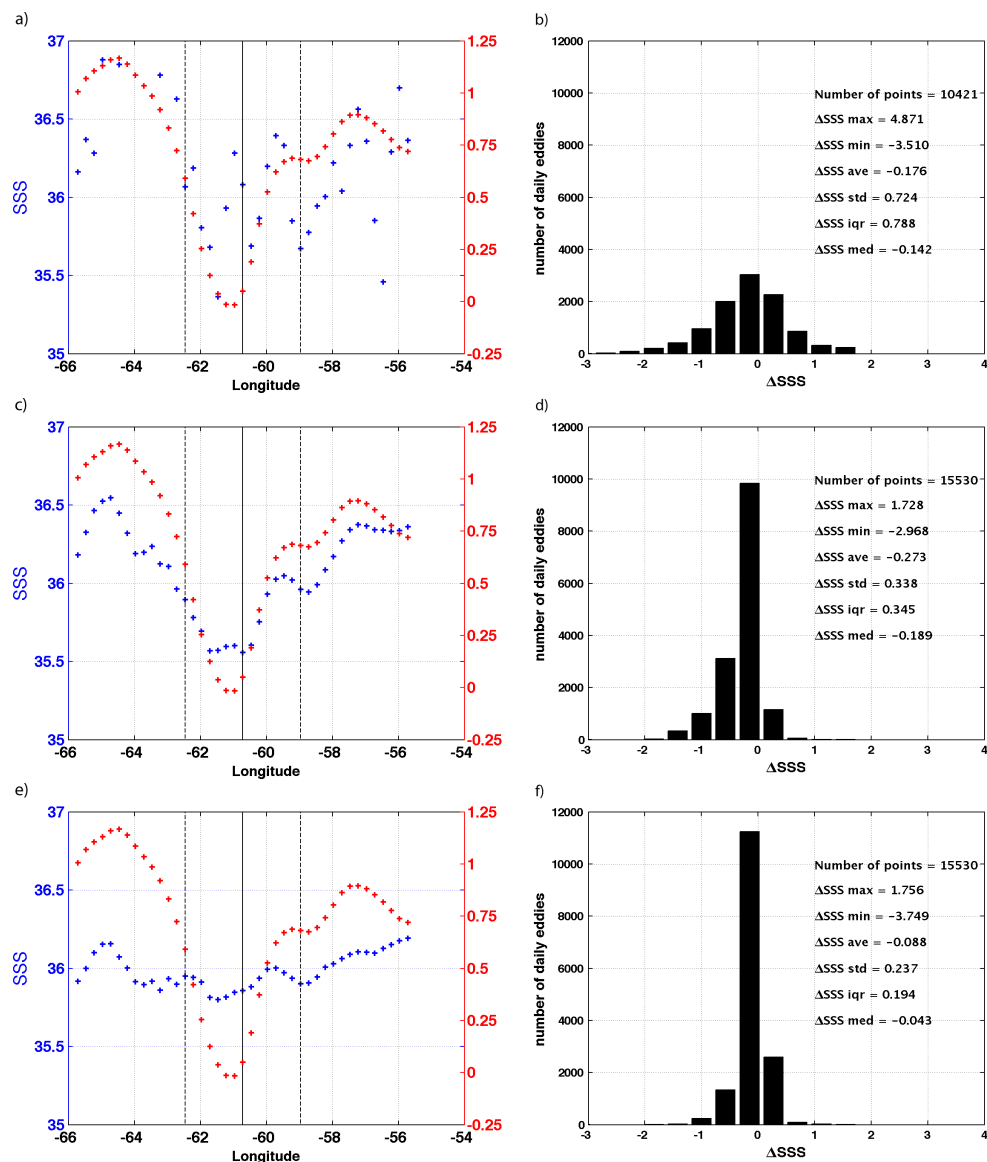 a)
37
36.5
36
35.5
35
SSS
1.25
1
0.75
0.5
0.25
0
-0.25
-66
-64
-62
-60
-58
-56
-54
Longitude
b)
12000
10000
8000
6000
4000
2000
0
number of daily eddies
Number of points = 10421
ΔSSS max = 4.871
ΔSSS min = −3.510
ΔSSS ave = −0.176
ΔSSS std = 0.724
ΔSSS iqr = 0.788
ΔSSS med = −0.142
-3
-2
-1
0
1
2
3
4
ΔSSS
c)
37
36.5
36
35.5
35
SSS
1.25
1
0.75
0.5
0.25
0
-0.25
-66
-64
-62
-60
-58
-56
-54
Longitude
d)
12000
10000
8000
6000
4000
2000
0
number of daily eddies
Number of points = 15530
ΔSSS max = 1.728
ΔSSS min = −2.968
ΔSSS ave = −0.273
ΔSSS std = 0.338
ΔSSS iqr = 0.345
ΔSSS med = −0.189
-3
-2
-1
0
1
2
3
4
ΔSSS
e)
37
36.5
36
35.5
35
SSS
1.25
1
0.75
0.5
0.25
0
-0.25
-66
-64
-62
-60
-58
-56
-54
Longitude
f)
12000
10000
8000
6000
4000
2000
0
number of daily eddies
Number of points = 15530
ΔSSS max = 1.756
ΔSSS min = −3.749
ΔSSS ave = −0.088
ΔSSS std = 0.237
ΔSSS iqr = 0.194
ΔSSS med = −0.043
-3
-2
-1
0
1
2
3
4
ΔSSS